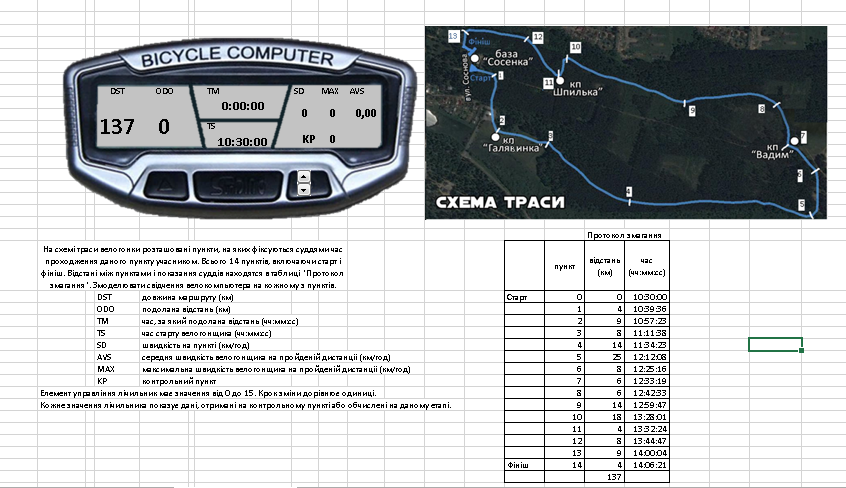 BICYCLE COMPUTER
DST ODO TM SD MAX AVS
0:00:00
0 0 0,00
137 0
TS
10:30:00
KP 0
13
Фініш
12
10
база
"Сосенка"
вул. Соснова
Старт
1
11
кп
Шпилька"
9
8
2
кп
"Галявинка"
3
7
кп
"Вадим"
6
4
5
СХЕМА ТРАСИ
На схемі траси велогонки розташовані пункти, на яких фіксуються суддями час
проходження даного пункту учасником. Всього 14 пунктів, включаючи старт і
фініш. Відстані між пунктами і показання суддів находятся в таблиці "Протокол
змагання". Змоделювати свідчення велокомпьютера на кожному з пунктів.
DST довжина маршруту (км)
ODO подолана відстань (км)
TM час, за який подолана відстань (чч:мм:сс)
TS час старту велогонщика (чч:мм:сс)
SD швидкість на пункті (км/год)
AVS середня швидкість велогонщика на пройденій дистанції (км/год)
MAX максимальна швидкість велогонщика на пройденій дистанції (км/год)
KP контрольний пункт
Елемент управління лічильник має значення від 0 до 15. Крок зміни дорівнює одиниці.
Кожне значення лічильника показує дані, отримані на контрольному пункті або обчислені на даному етапі.
Протокол змагання
пункт відстань (км) час (чч:мм:сс)
Старт 0 0 10:30:00
1 4 10:39:36
2 9 10:57:23
3 8 11:11:38
4 14 11:34:23
5 25 12:12:08
6 8 12:25:16
7 6 12:33:19
8 6 12:42:33
9 14 12:59:47
10 18 13:28:01
11 4 13:32:24
12 8 13:44:47
13 9 14:00:04
Фініш 14 4 14:06:21
137